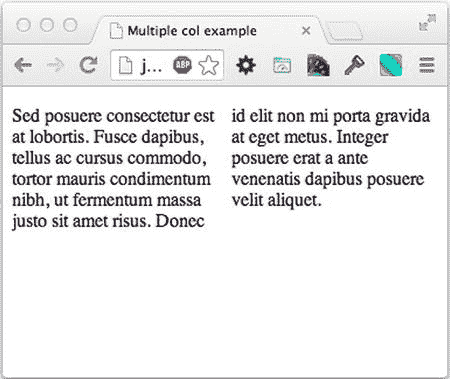 Multiple col example
j...
ABP
Sed posuere consectetur est
at lobortis. Fusce dapibus,
tellus ac cursus commodo,
tortor mauris condimentum
nibh, ut fermentum massa
justo sit amet risus. Donec
id elit non mi porta gravida
at eget metus. Integer
posuere erat a ante
venenatis dapibus posuere
velit aliquet.